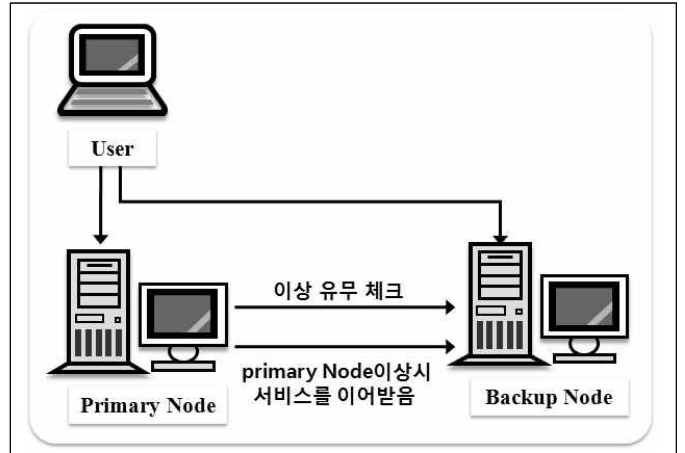 User
이상 유무 체크
primary Node이상시
서비스를 이어받음
Primary Node
Backup Node